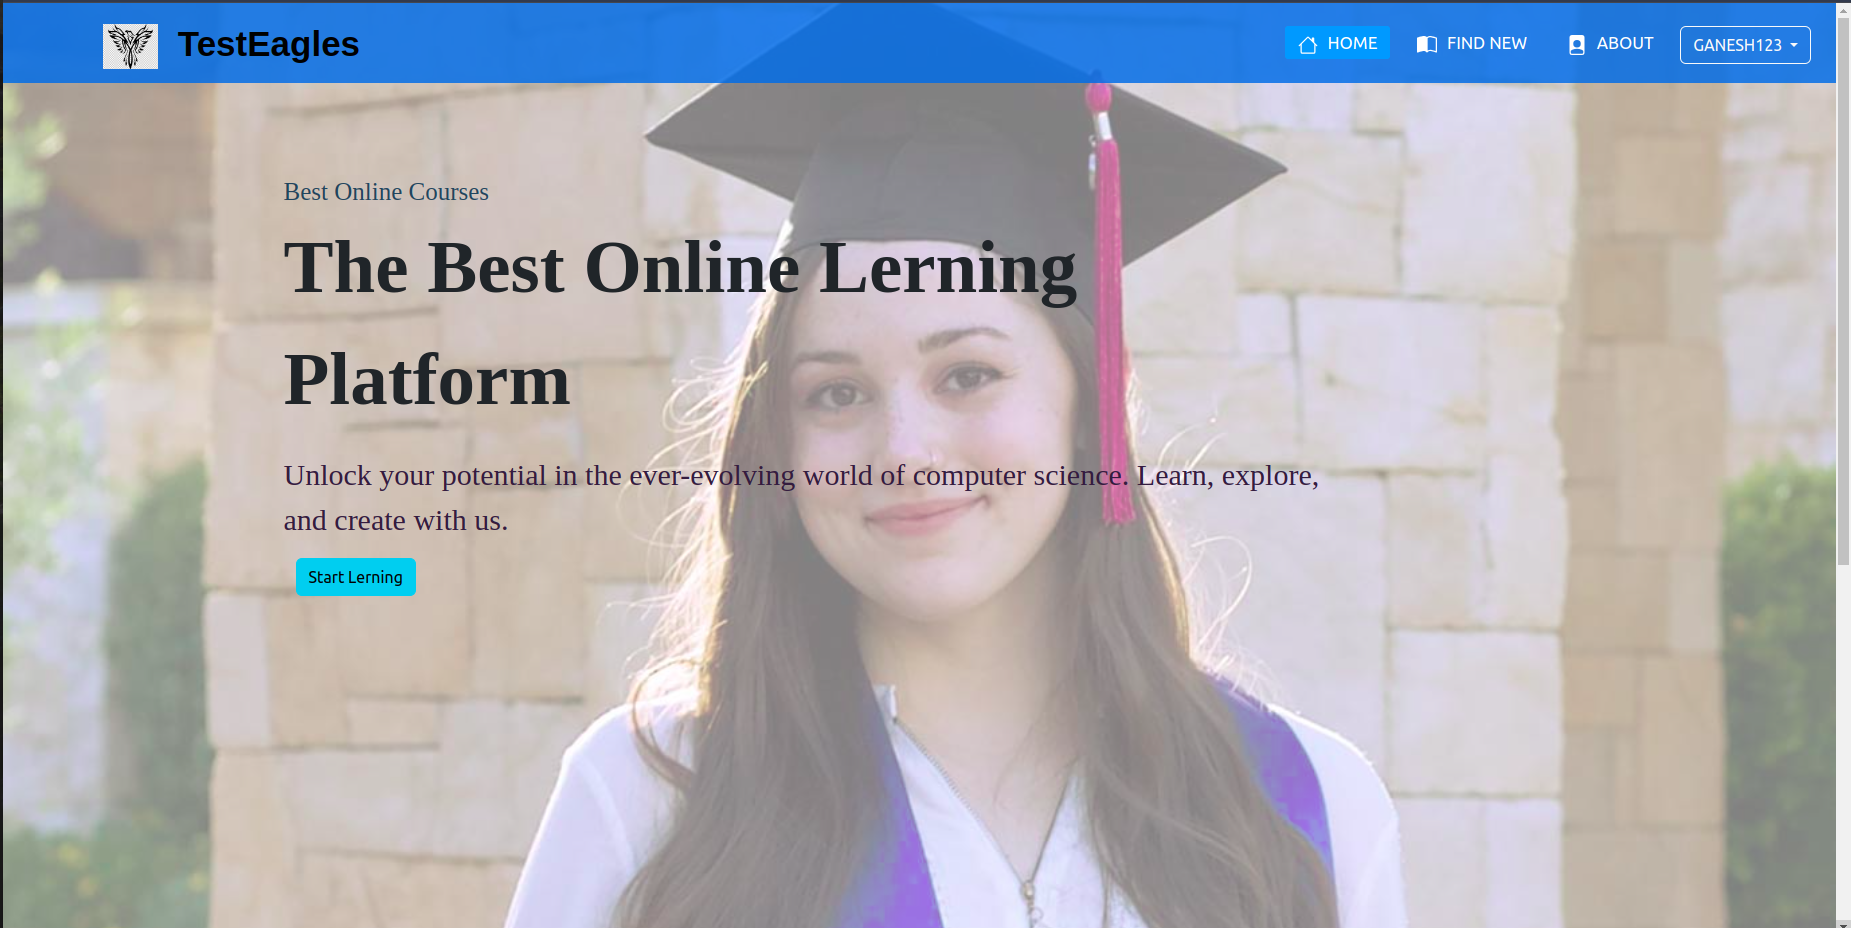 TestEagles
HOME
FIND NEW
ABOUT
GANESH123
Best Online Courses
The Best Online Lerning
Platform
Unlock your potential in the ever-evolving world of computer science. Learn, explore,
and create with us.
Start Lerning